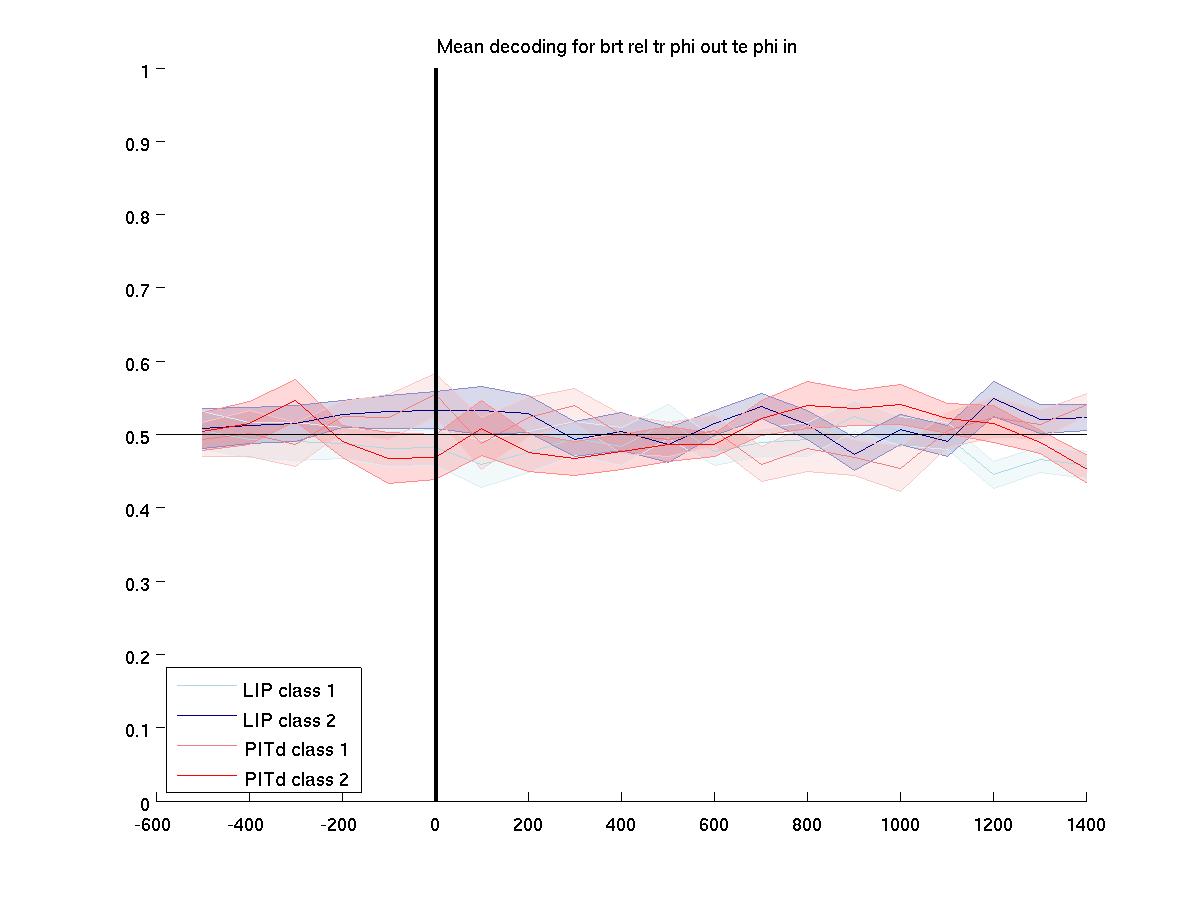 Mean decoding for brt rel tr phi out te phi in
1
0.9
0.8
0.7
0.6
0.5
0.4
0.3
0.2
0.1
0
LIP class 1
LIP class 2
PITd class 1
PITd class 2
-600 -400 -200 0 200 400 600 800 1000 1200 1400